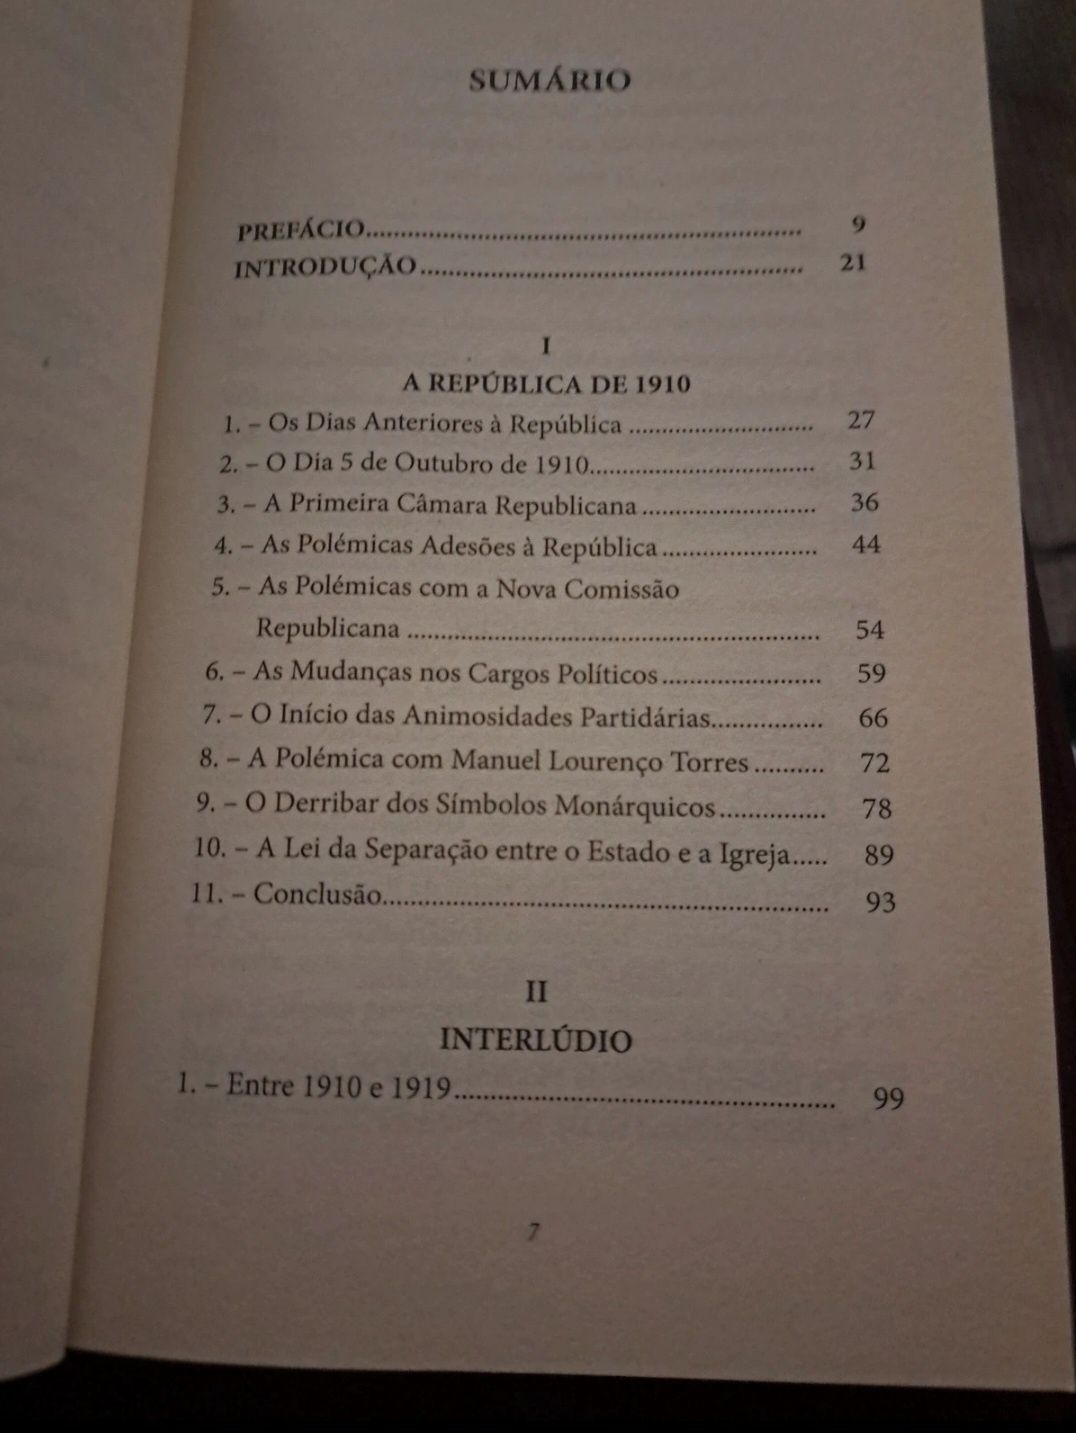 SUMÁRIO
PREFÁCIO.............................................................. 9
INTRODUÇÃO....................................................... 21
I
A REPÚBLICA DE 1910
1. – Os Dias Anteriores à República ............................ 27
2. – O Dia 5 de Outubro de 1910.................................. 31
3. – A Primeira Câmara Republicana .......................... 36
4. – As Polémicas Adesões à República ....................... 44
5. – As Polémicas com a Nova Comissão
Republicana ............................................................. 54
6. – As Mudanças nos Cargos Políticos ....................... 59
7. – O Início das Animosidades Partidárias................ 66
8. – A Polémica com Manuel Lourenço Torres .......... 72
9. – O Derribar dos Símbolos Monárquicos............... 78
10. – A Lei da Separação entre o Estado e a Igreja..... 89
11. – Conclusão................................................................ 93
II
INTERLÚDIO
1. – Entre 1910 e 1919..................................................... 99
7